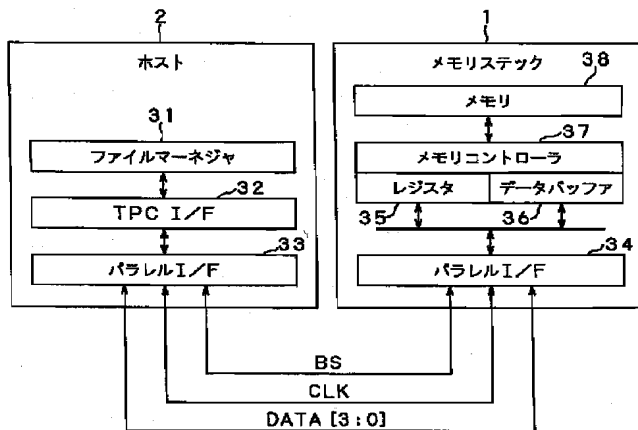 2
ホスト
31
ファイルマネージャ
32
TPC I/F
33
パラレルI/F
1
メモリステック
38
メモリ
37
メモリコントローラ
レジスタ
データバッファ
35
36
34
パラレルI/F
BS
CLK
DATA [3:0]